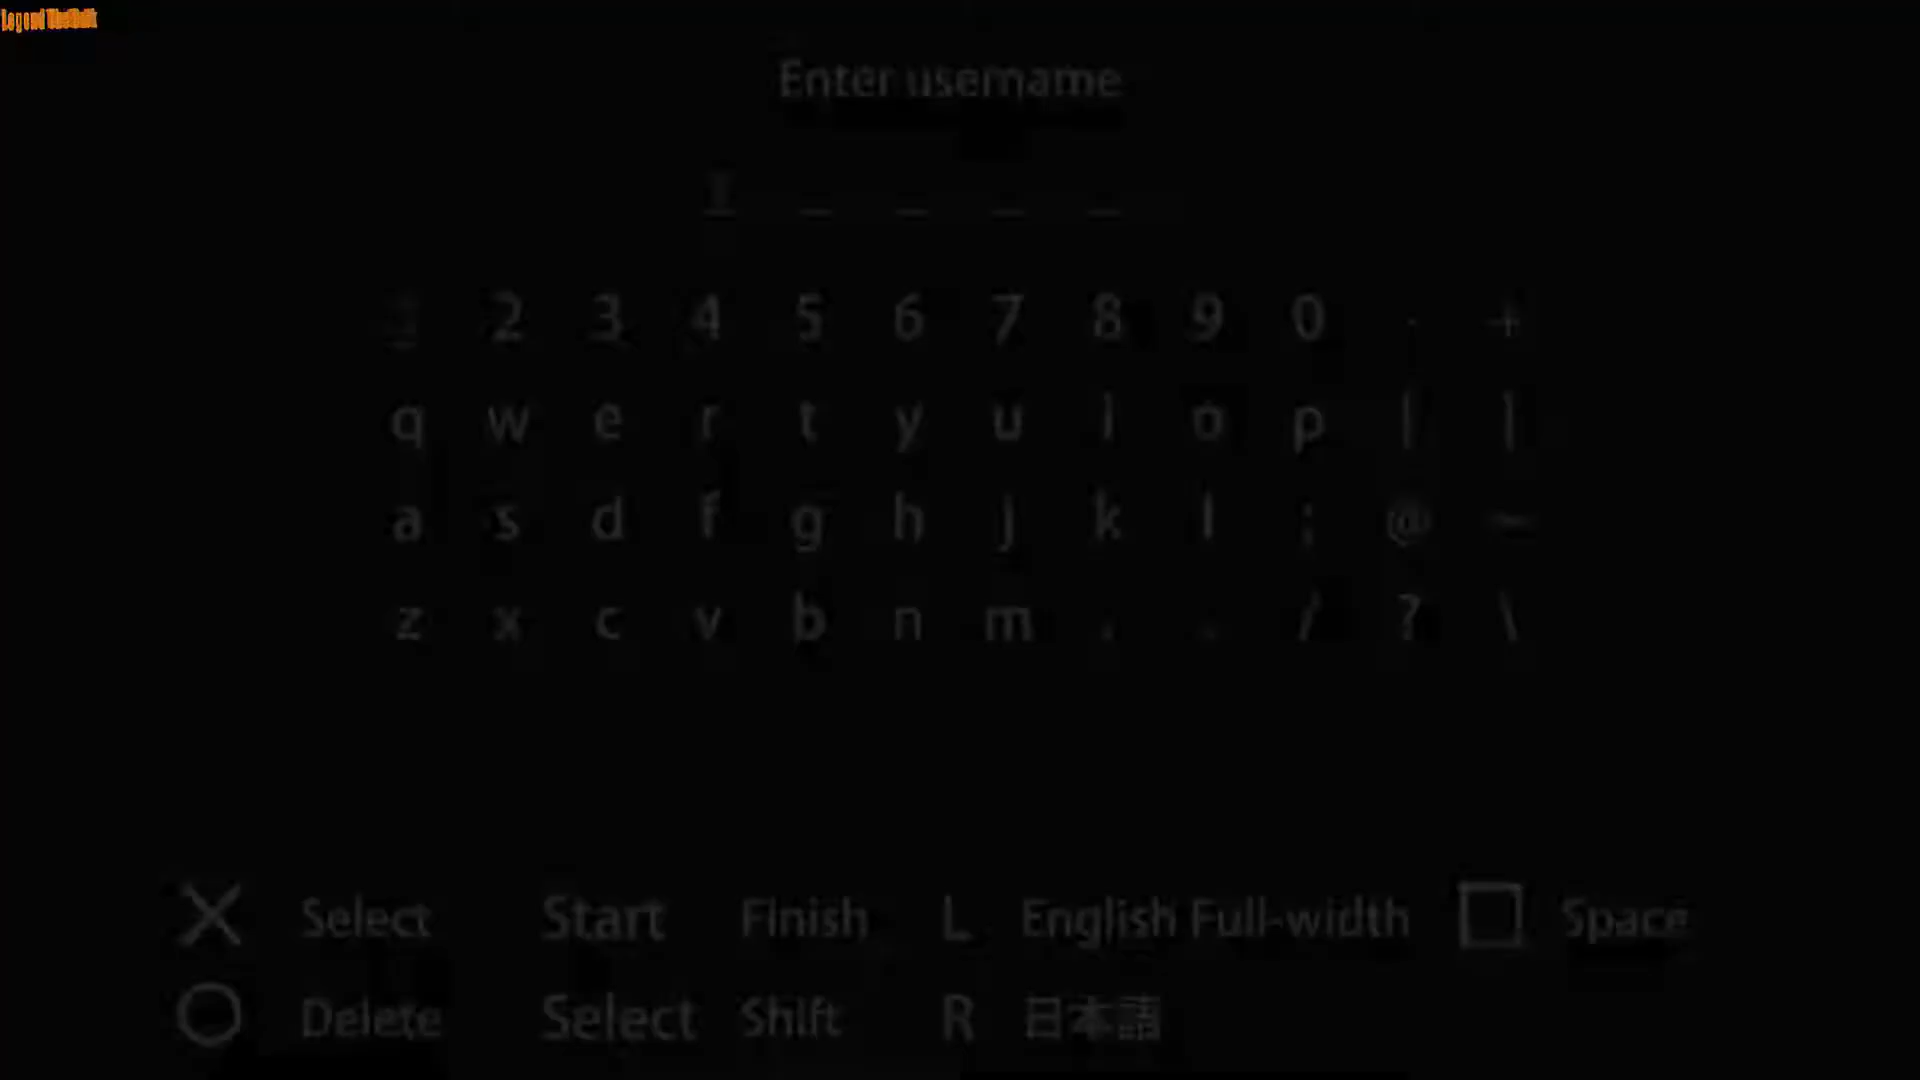 Enter username
1 2 3 4 5 6 7 8 9 0 - +
q w e r t y u i o p [ ]
a s d f g h j k l ; @ ~
z x c v b n m , . / ? \
Select Start Finish L English Full-width Space
Delete Select Shift R 日本語